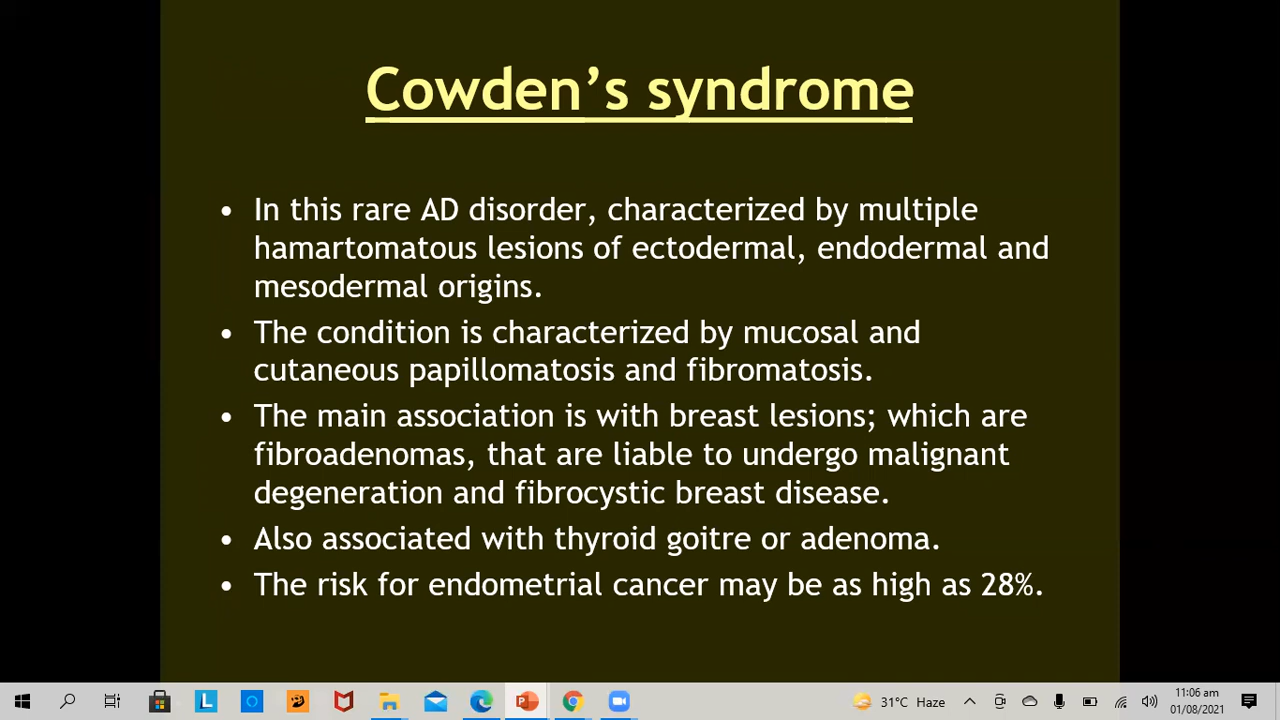 Cowden’s syndrome
• In this rare AD disorder, characterized by multiple
hamartomatous lesions of ectodermal, endodermal and
mesodermal origins.
• The condition is characterized by mucosal and
cutaneous papillomatosis and fibromatosis.
• The main association is with breast lesions; which are
fibroadenomas, that are liable to undergo malignant
degeneration and fibrocystic breast disease.
• Also associated with thyroid goitre or adenoma.
• The risk for endometrial cancer may be as high as 28%.
L
31°C Haze
11:06 am
01/08/2021